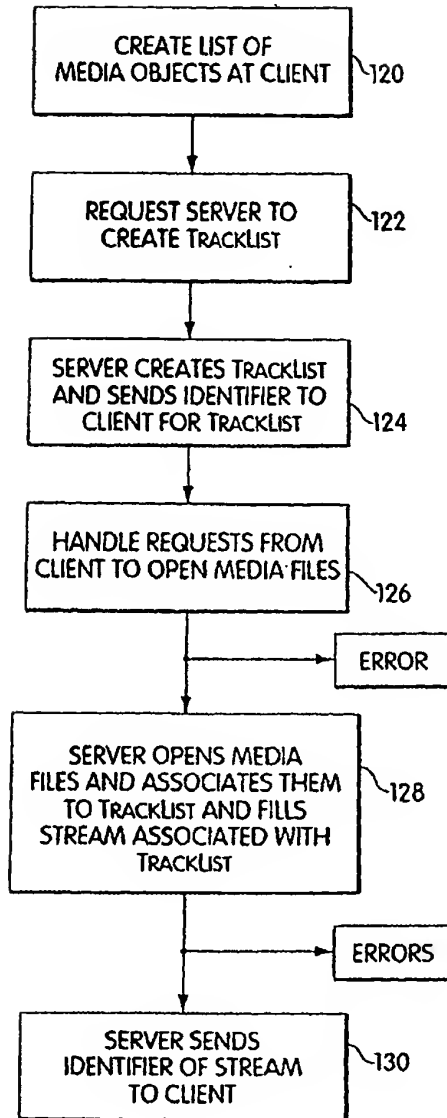 CREATE LIST OF
MEDIA OBJECTS AT CLIENT
120
REQUEST SERVER TO
CREATE TRACKLIST
122
SERVER CREATES TRACKLIST
AND SENDS IDENTIFIER TO
CLIENT FOR TRACKLIST
124
HANDLE REQUESTS FROM
CLIENT TO OPEN MEDIA FILES
126
ERROR
SERVER OPENS MEDIA
FILES AND ASSOCIATES THEM
TO TRACKLIST AND FILLS
STREAM ASSOCIATED WITH
TRACKLIST
128
ERRORS
SERVER SENDS
IDENTIFIER OF STREAM
TO CLIENT
130